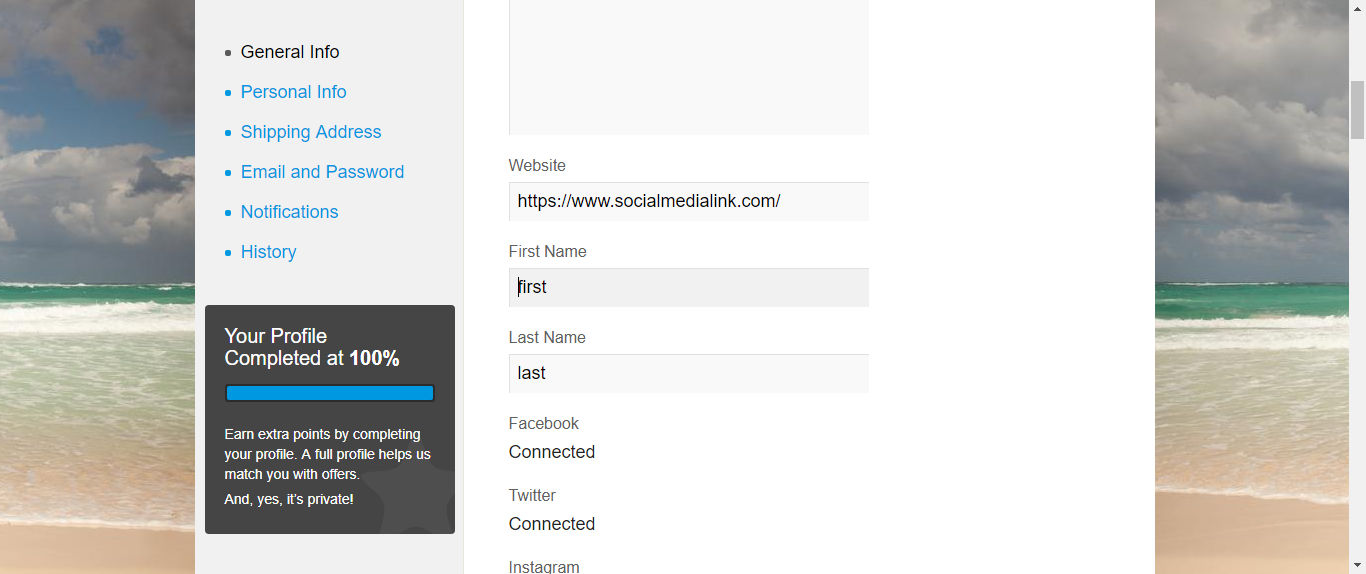 General Info
Personal Info
Shipping Address
Email and Password
Notifications
History
Your Profile
Completed at 100%
Earn extra points by completing
your profile. A full profile helps us
match you with offers.
And, yes, it's private!
Website
https://www.socialmedialink.com/
First Name
first
Last Name
last
Facebook
Connected
Twitter
Connected
Instagram